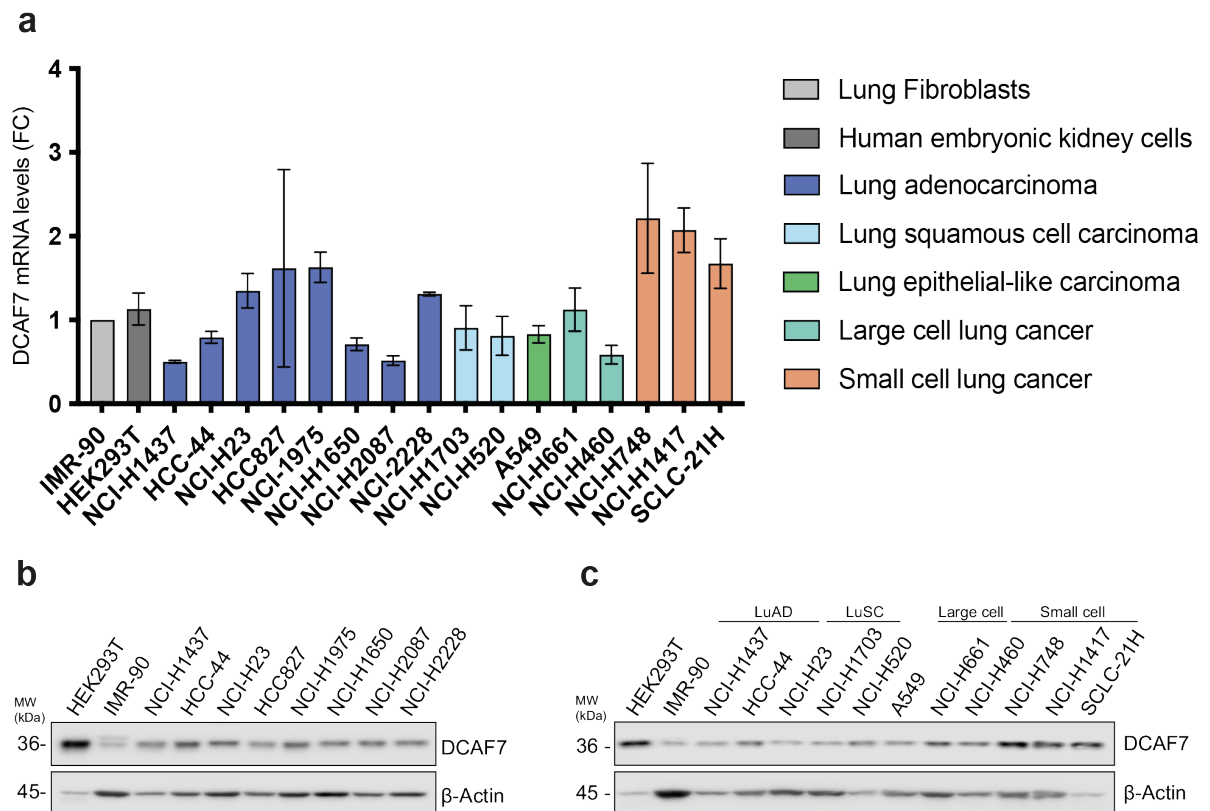 a
DCAF7 mRNA levels (FC)
4
3
2
1
0
IMR-90
HEK293T
NCI-H1437
HCC-44
NCI-H23
HCC827
NCI-1975
NCI-H1650
NCI-H2087
NCI-2228
NCI-H1703
NCI-H520
A549
NCI-H661
NCI-H460
NCI-H748
NCI-H1417
SCLC-21H
Lung Fibroblasts
Human embryonic kidney cells
Lung adenocarcinoma
Lung squamous cell carcinoma
Lung epithelial-like carcinoma
Large cell lung cancer
Small cell lung cancer
b
HEK293T
IMR-90
NCI-H1437
HCC-44
NCI-H23
HCC827
NCI-H1975
NCI-H1650
NCI-H2087
NCI-H2228
MW
(kDa)
36-
DCAF7
45-
β-Actin
c
LuAD
LuSC
Large cell
Small cell
HEK293T
IMR-90
NCI-H1437
HCC-44
NCI-H23
NCI-H1703
NCI-H520
A549
NCI-H661
NCI-H460
NCI-H748
NCI-H1417
SCLC-21H
MW
(kDa)
36 -
DCAF7
45 -
β-Actin